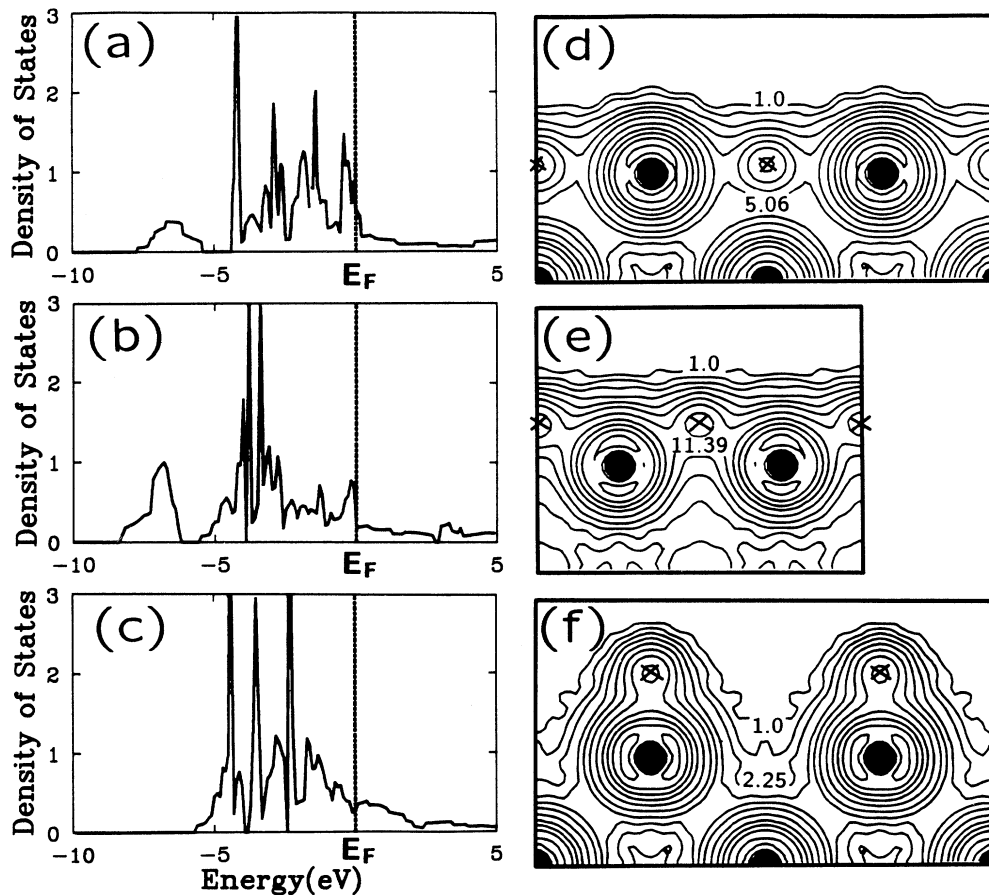 (a)
Density of States
3
2
1
0
-10
-5
E_F
5
(d)
1.0
5.06
(b)
Density of States
3
2
1
0
-10
-5
E_F
5
(e)
1.0
11.39
(c)
Density of States
3
2
1
0
-10
-5
E_F
5
Energy(eV)
(f)
1.0
2.25